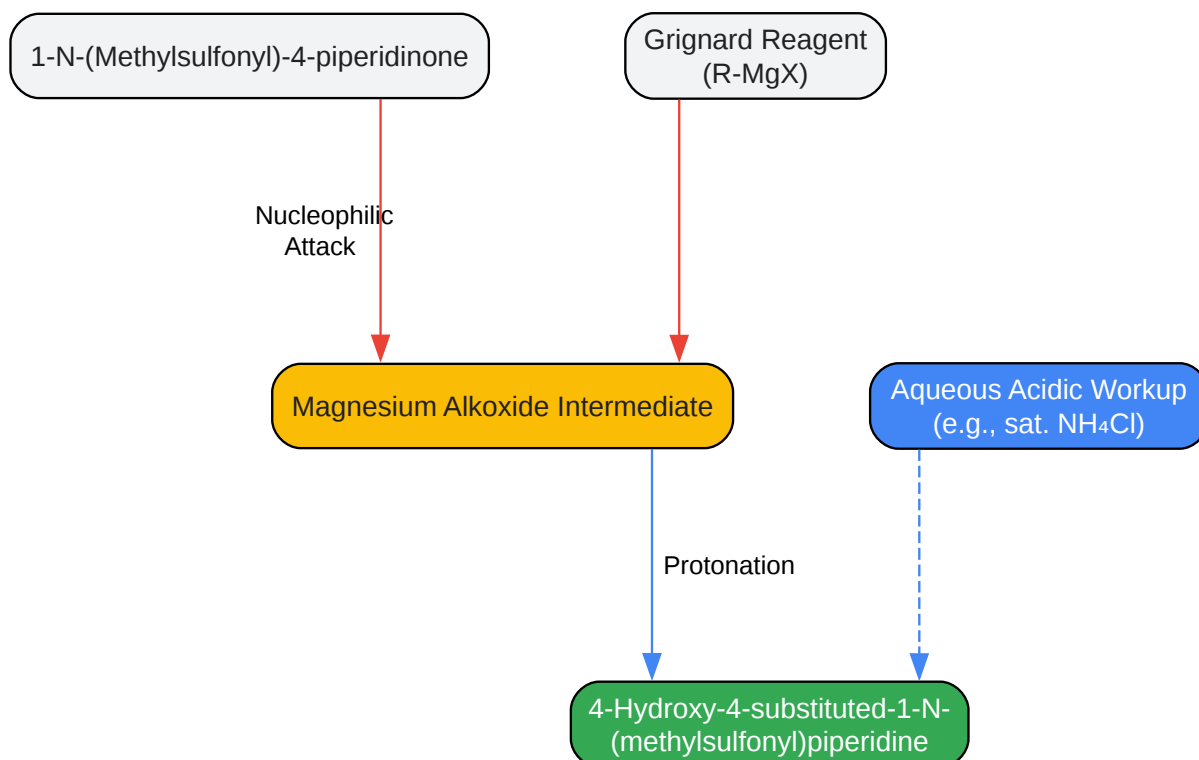 1-N-(Methylsulfonyl)-4-piperidinone
Grignard Reagent
(R-MgX)
Nucleophilic
Attack
Magnesium Alkoxide Intermediate
Aqueous Acidic Workup
(e.g., sat. NH₄Cl)
Protonation
4-Hydroxy-4-substituted-1-N-
(methylsulfonyl)piperidine